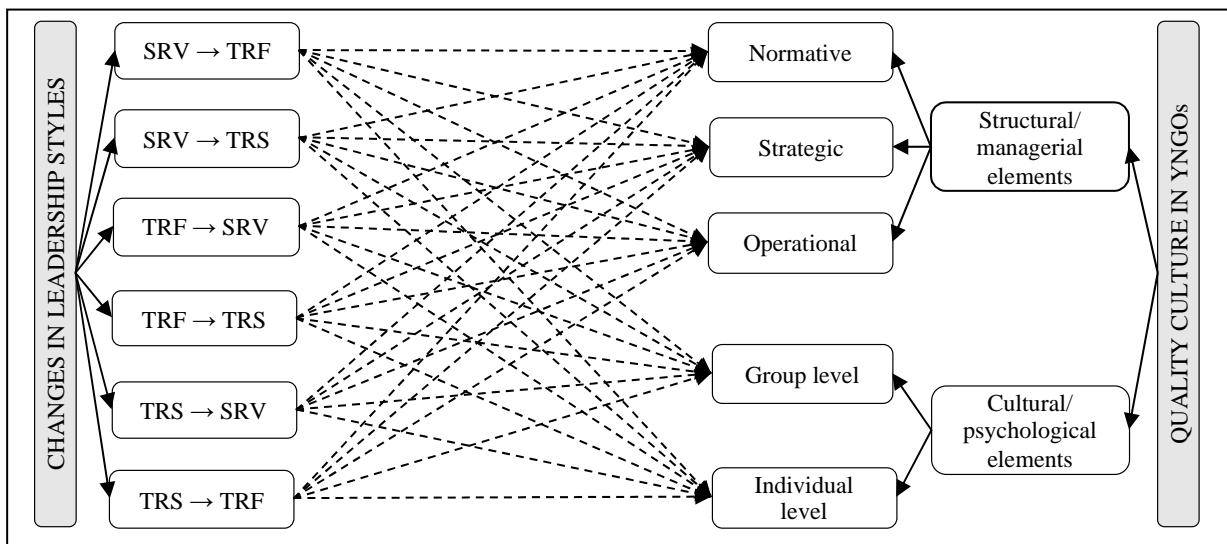 CHANGES IN LEADERSHIP STYLES
SRV → TRF
SRV → TRS
TRF → SRV
TRF → TRS
TRS → SRV
TRS → TRF
Normative
Strategic
Operational
Group level
Individual
level
Structural/
managerial
elements
Cultural/
psychological
elements
QUALITY CULTURE IN YNGOs